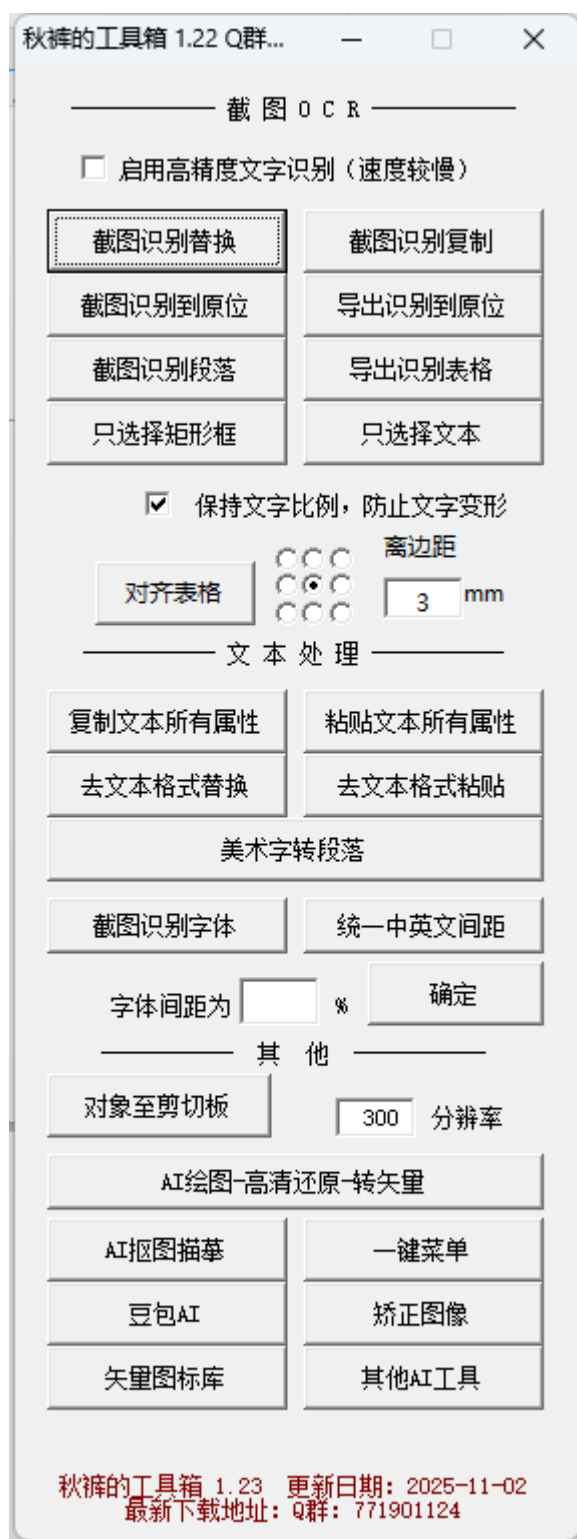 秋裤的工具箱 1.22 Q群...
截 图 O C R
启用高精度文字识别（速度较慢）
截图识别替换 截图识别复制
截图识别到原位 导出识别到原位
截图识别段落 导出识别表格
只选择矩形框 只选择文本
保持文字比例，防止文字变形
离边距
对齐表格 3 mm
文 本 处 理
复制文本所有属性 粘贴文本所有属性
去文本格式替换 去文本格式粘贴
美术字转段落
截图识别字体 统一中英文间距
字体间距为 % 确定
其 他
对象至剪切板 300 分辨率
AI绘图-高清还原-转矢量
AI抠图描摹 一键菜单
豆包AI 矫正图像
矢量图标库 其他AI工具
秋裤的工具箱 1.23 更新日期: 2025-11-02
最新下载地址: Q群: 771901124